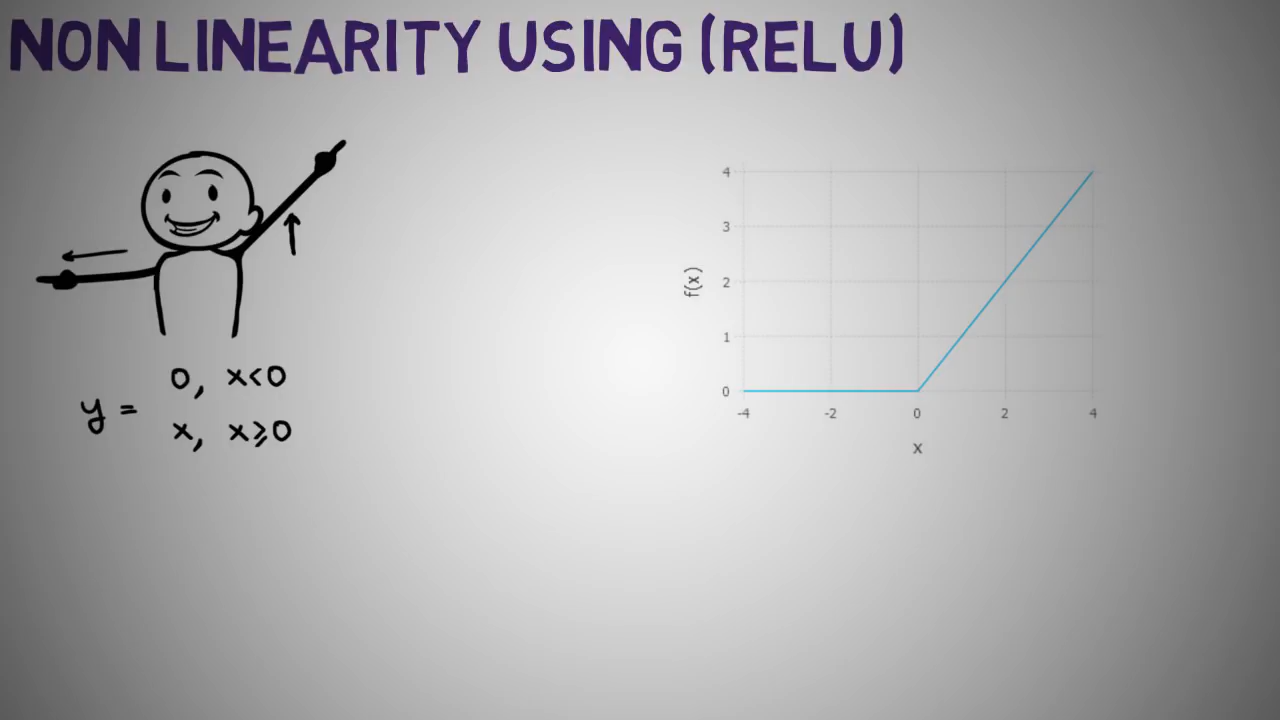 NON LINEARITY USING (RELU)
0, x<0
y =
x, x⩾0
4
3
2
1
0
f(x)
-4 -2 0 2 4
x